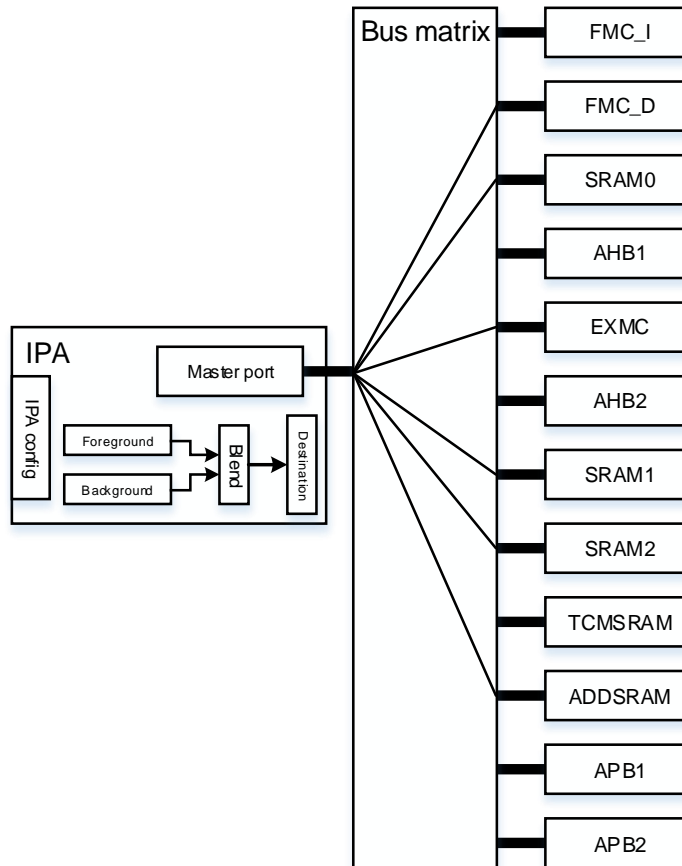 Bus matrix
FMC_I
FMC_D
SRAM0
AHB1
EXMC
AHB2
SRAM1
SRAM2
TCMSRAM
ADDSRAM
APB1
APB2
IPA
Master port
IPA config
Foreground
Background
Blend
Destination